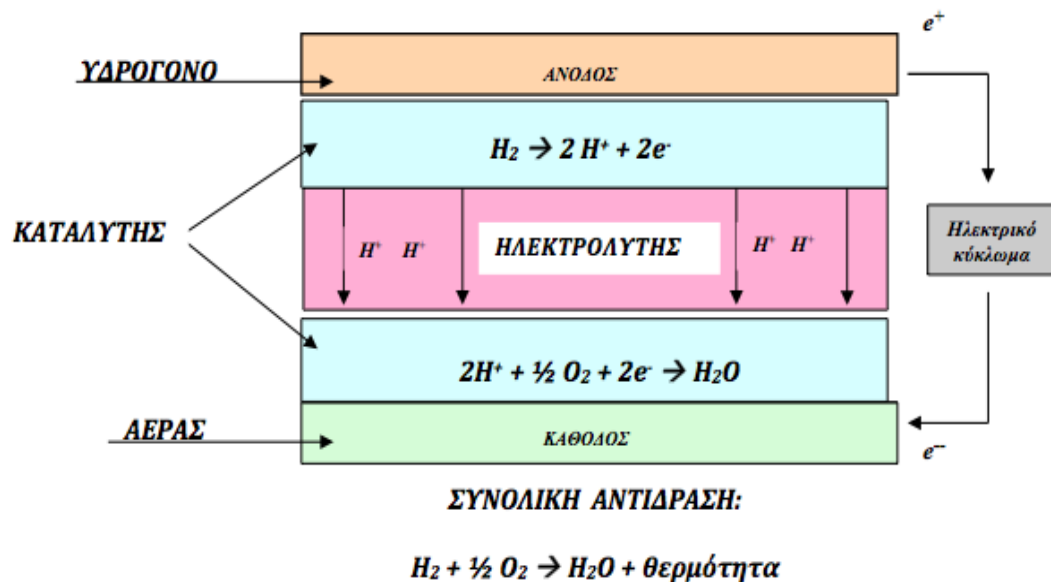 e⁺
ΥΔΡΟΓΟΝΟ
ΑΝΟΔΟΣ
H₂ → 2 H⁺ + 2e⁻
ΚΑΤΑΛΥΤΗΣ
H⁺ H⁺
ΗΛΕΚΤΡΟΛΥΤΗΣ
H⁺ H⁺
Ηλεκτρικό
κύκλωμα
2H⁺ + ½ O₂ + 2e⁻ → H₂O
ΑΕΡΑΣ
ΚΑΘΟΔΟΣ
e⁻⁻
ΣΥΝΟΛΙΚΗ ΑΝΤΙΔΡΑΣΗ:
H₂ + ½ O₂ → H₂O + θερμότητα